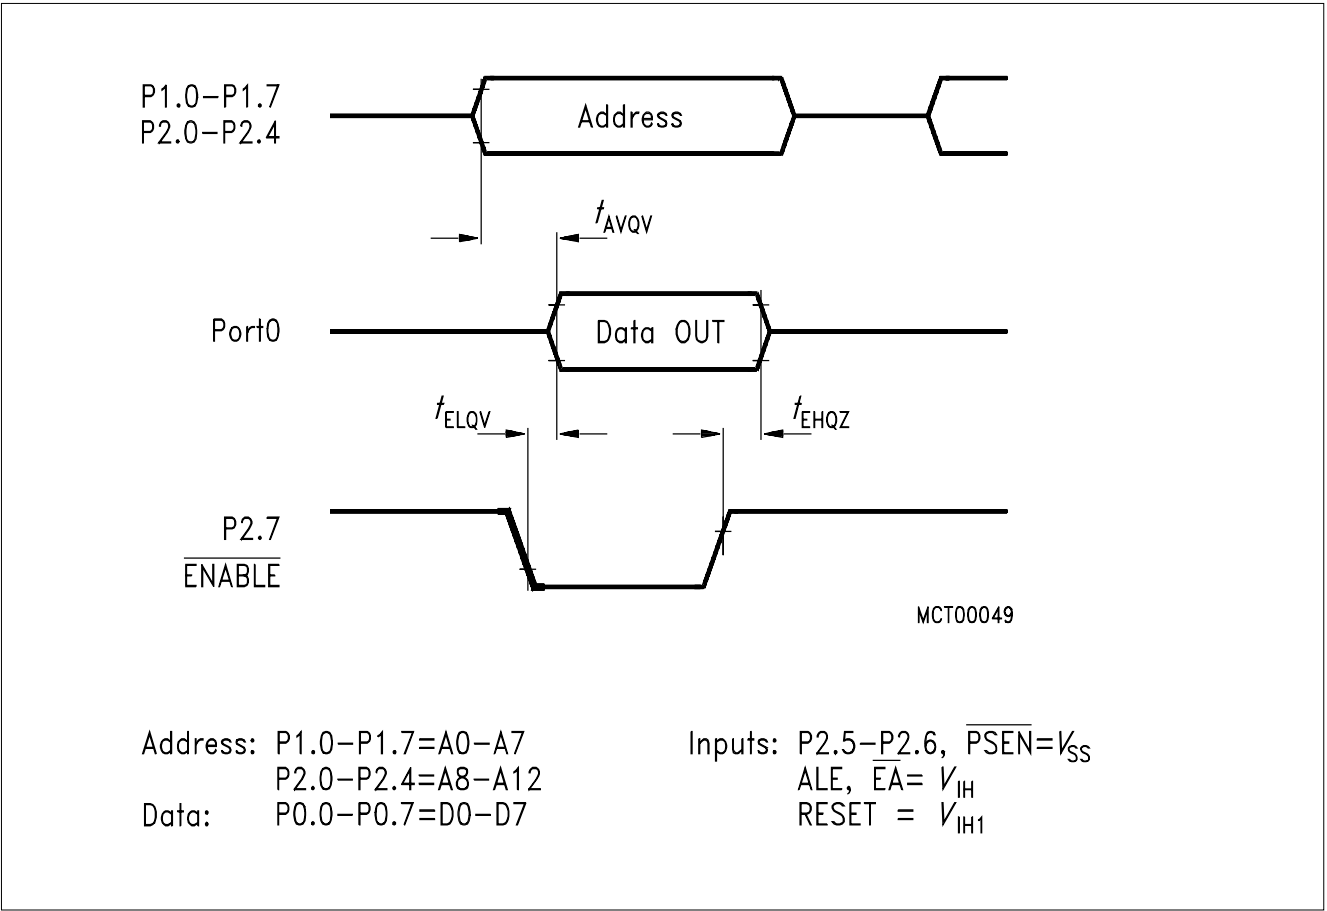 P1.0-P1.7
P2.0-P2.4
Address
tAVQV
Port0
Data OUT
tELQV
tEHQZ
P2.7
ENABLE
MCT00049
Address: P1.0-P1.7=A0-A7
P2.0-P2.4=A8-A12
Data: P0.0-P0.7=D0-D7
Inputs: P2.5-P2.6, PSEN=VSS
ALE, EA= VIH
RESET = VIH1